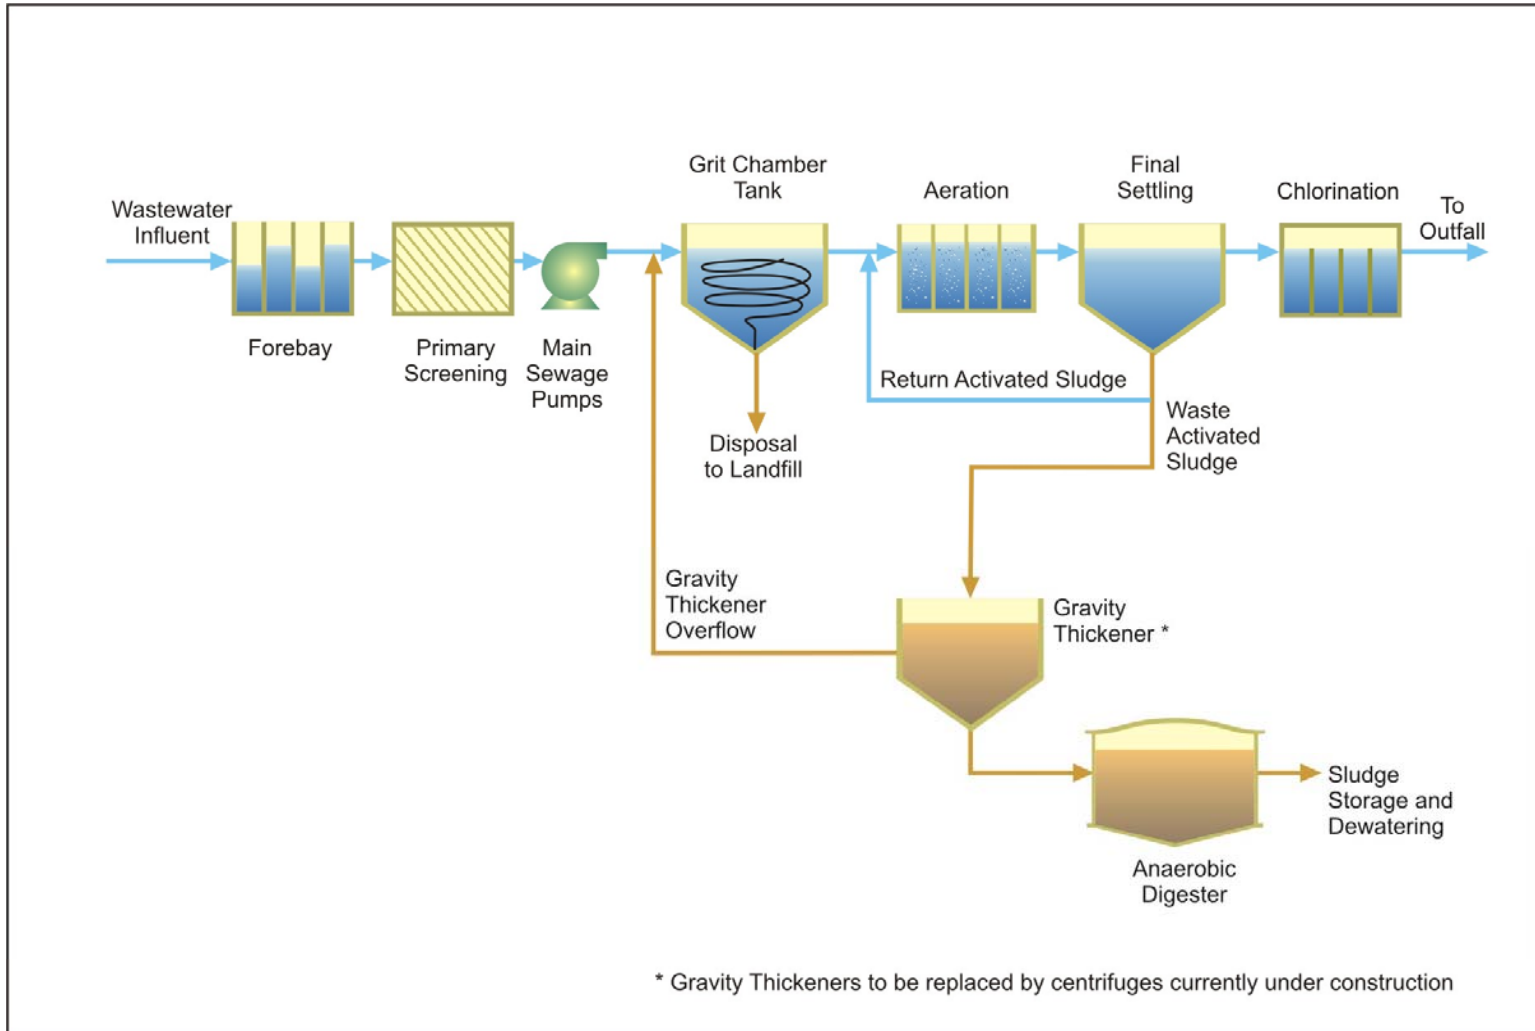 Grit Chamber
Tank
Aeration
Final
Settling
Chlorination
To
Outfall
Wastewater
Influent
Forebay
Primary
Screening
Main
Sewage
Pumps
Return Activated Sludge
Waste
Activated
Sludge
Disposal
to Landfill
Gravity
Thickener
Overflow
Gravity
Thickener *
Sludge
Storage and
Dewatering
Anaerobic
Digester
* Gravity Thickeners to be replaced by centrifuges currently under construction